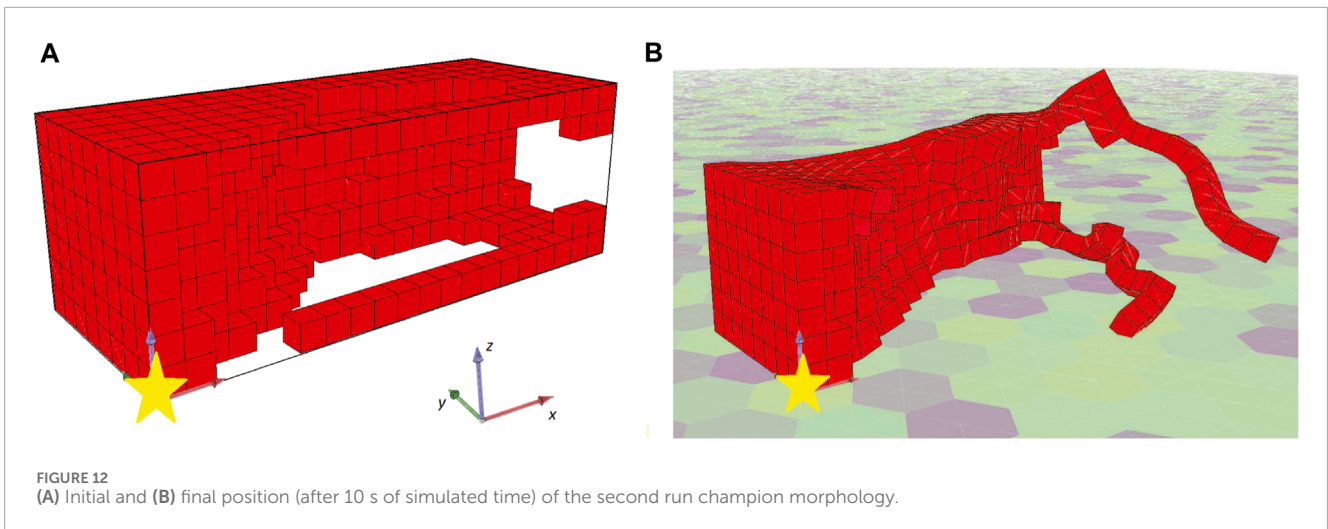 A
B
z
y
x
FIGURE 12
(A) Initial and (B) final position (after 10 s of simulated time) of the second run champion morphology.